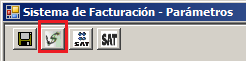 Sistema de Facturación - Parámetros
SAT SAT